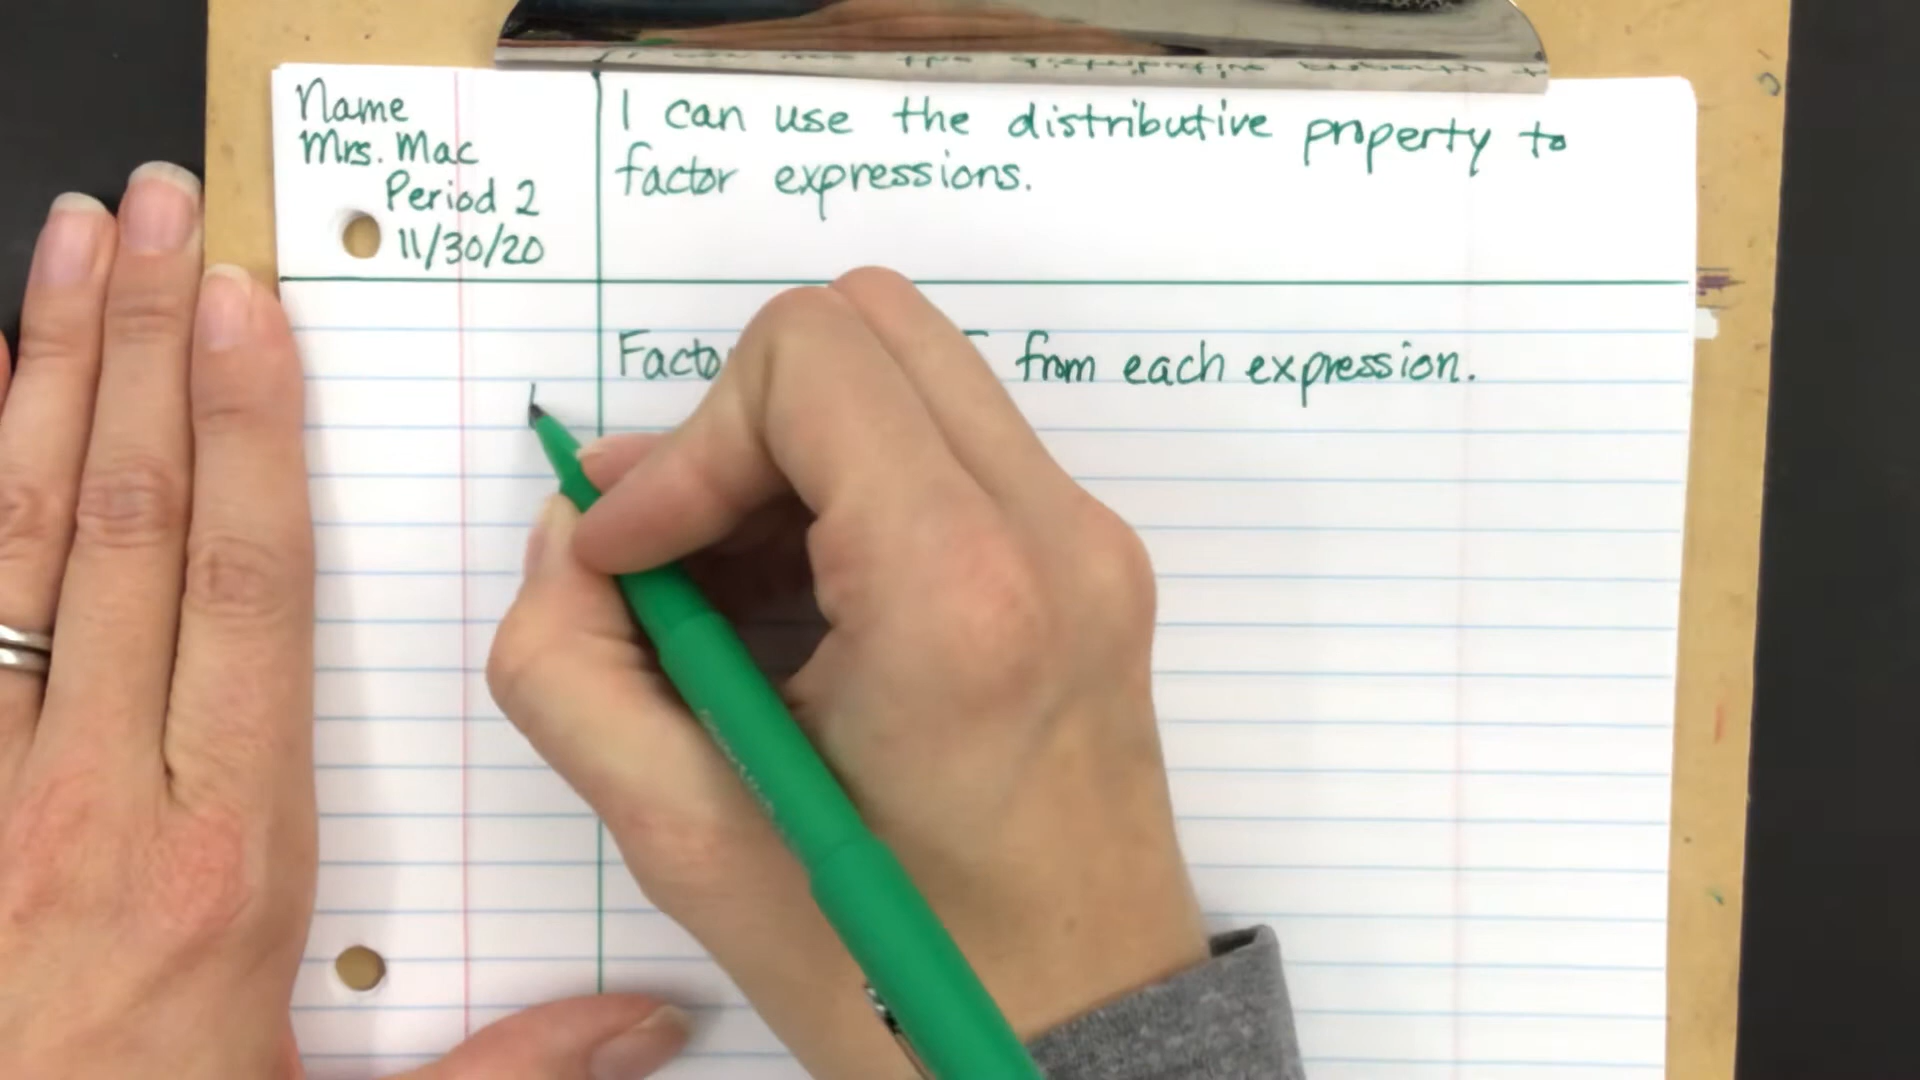 Name
Mrs. Mac
Period 2
11/30/20
I can use the distributive property to
factor expressions.
Facto from each expression.